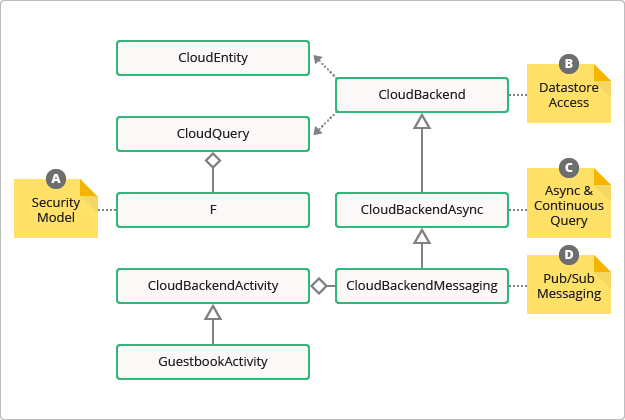 CloudEntity
B
CloudBackend
Datastore
Access
CloudQuery
C
A
Security
Model
F
CloudBackendAsync
Async &
Continuous
Query
D
CloudBackendActivity
CloudBackendMessaging
Pub/Sub
Messaging
GuestbookActivity